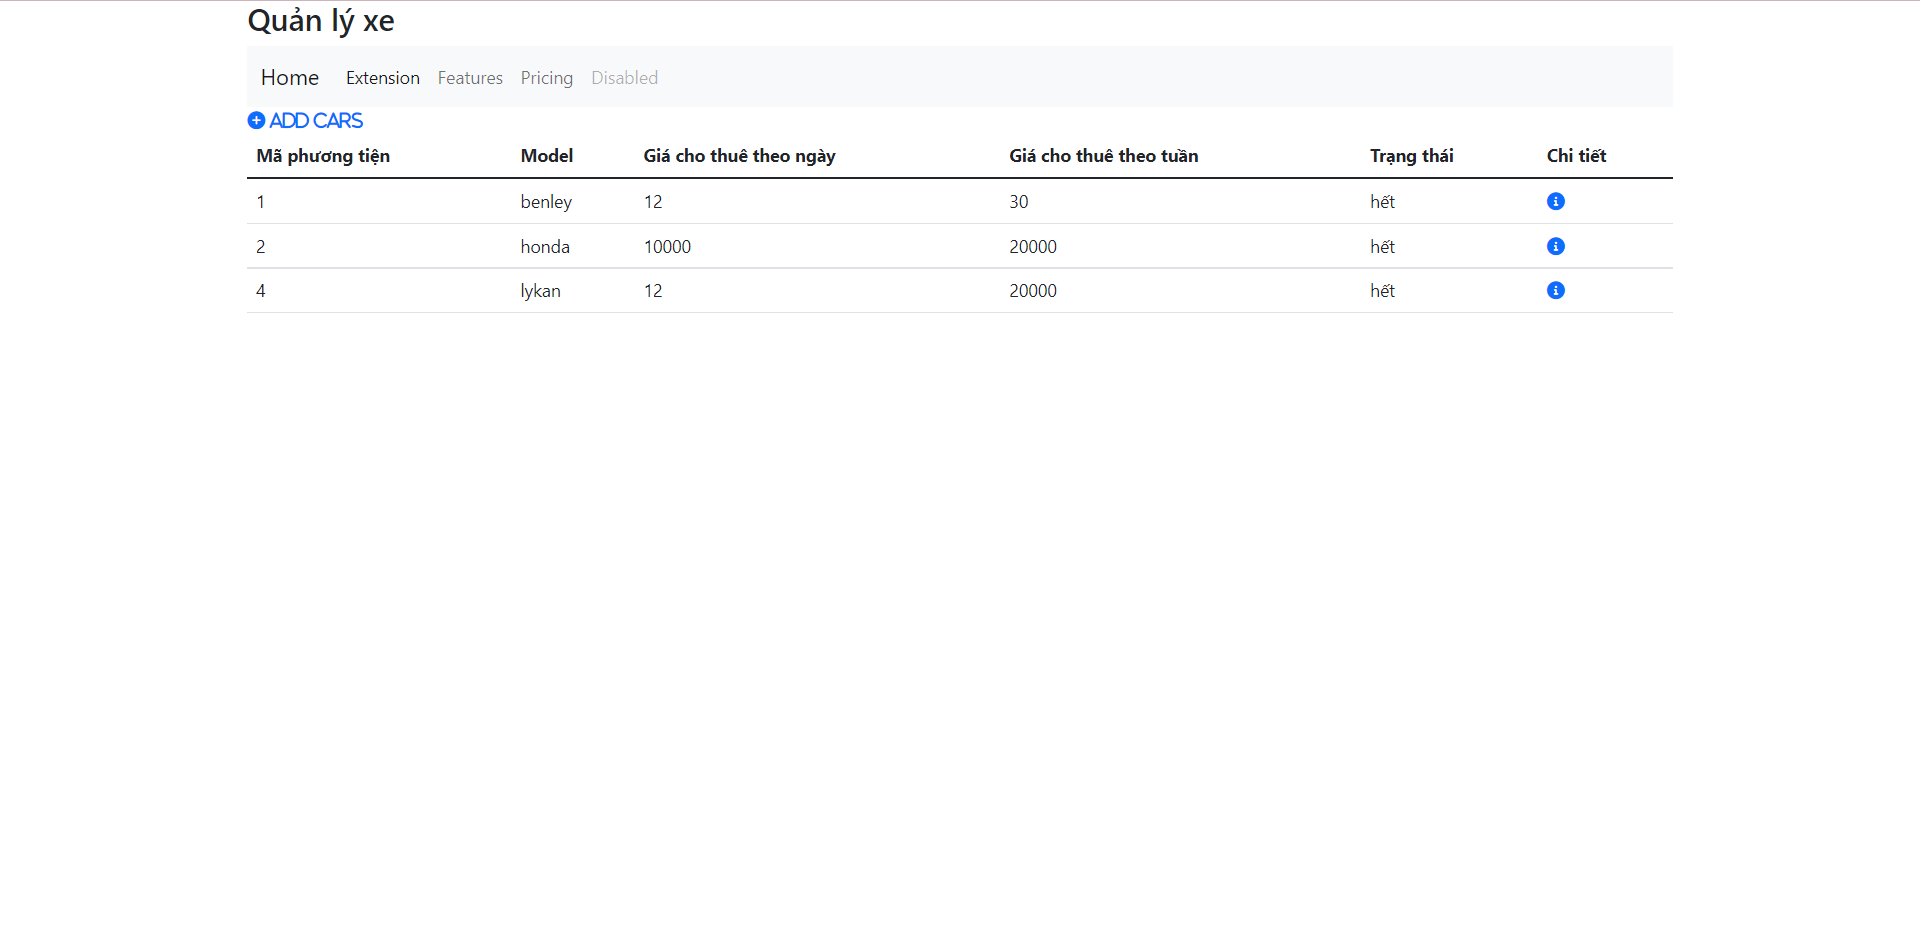 Quản lý xe
Home Extension Features Pricing Disabled
ADD CARS
Mã phương tiện Model Giá cho thuê theo ngày Giá cho thuê theo tuần Trạng thái Chi tiết
1 benley 12 30 hết
2 honda 10000 20000 hết
4 lykan 12 20000 hết